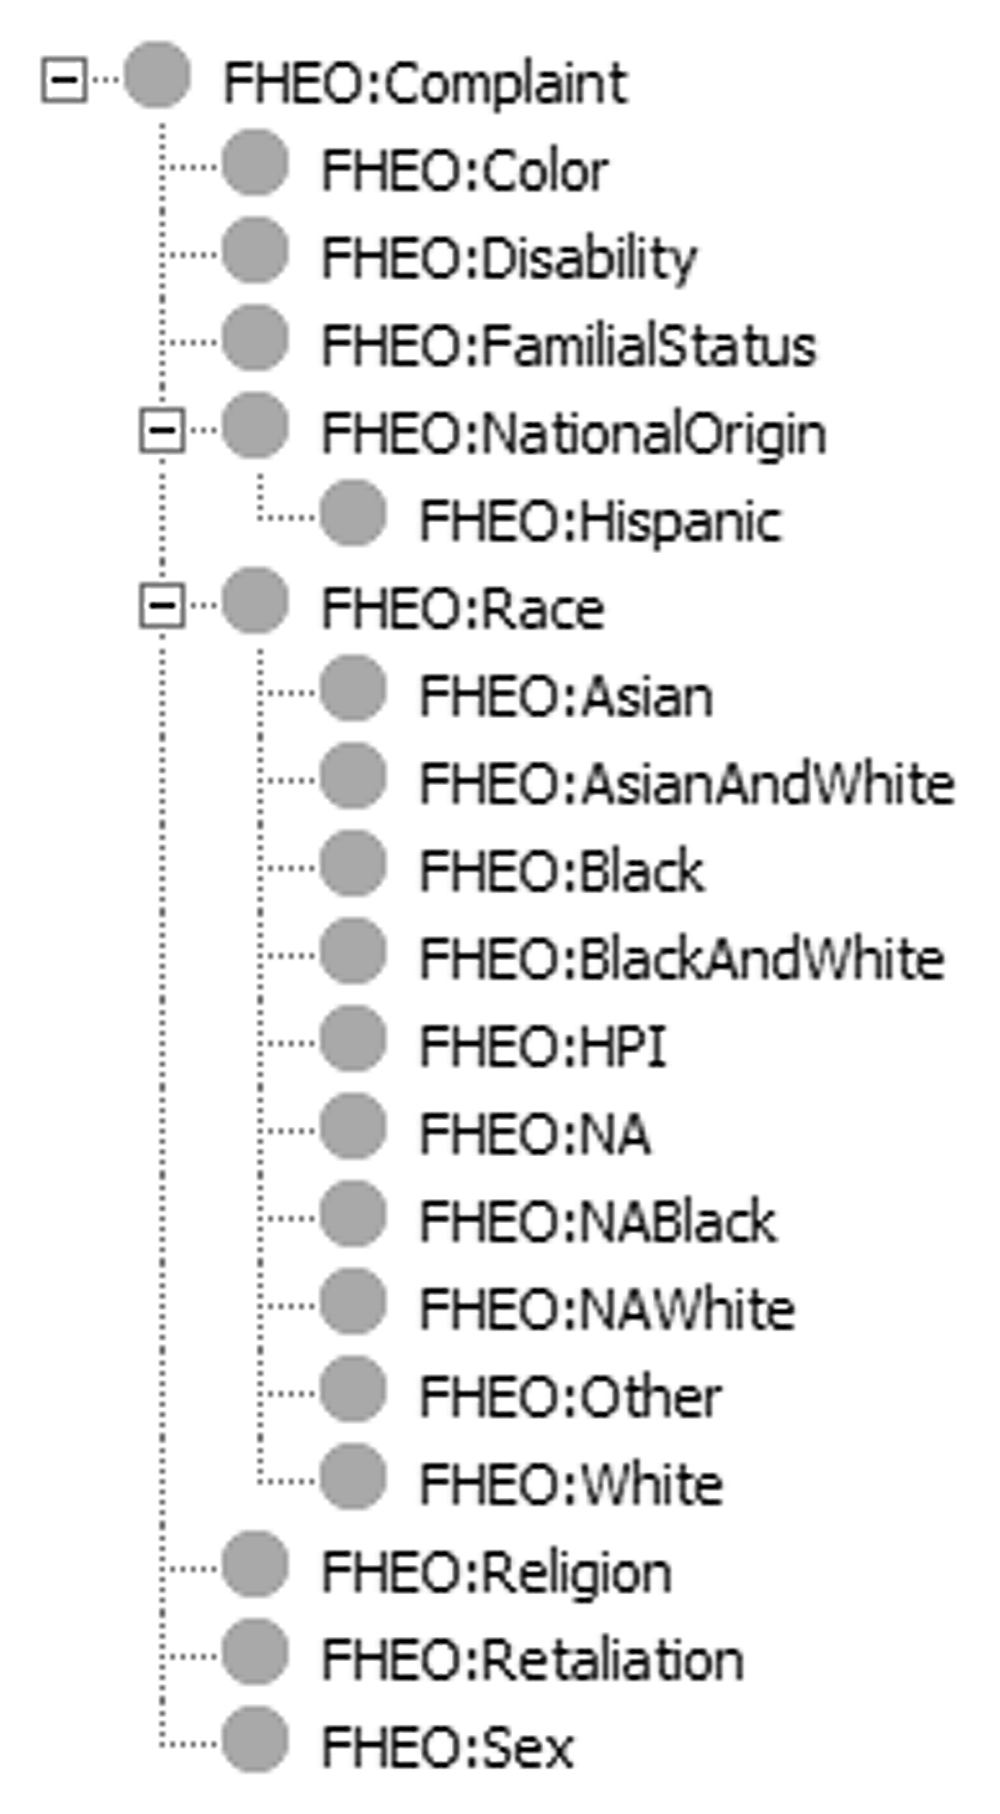 FHEO:Complaint
FHEO:Color
FHEO:Disability
FHEO:FamilialStatus
FHEO:NationalOrigin
FHEO:Hispanic
FHEO:Race
FHEO:Asian
FHEO:AsianAndWhite
FHEO:Black
FHEO:BlackAndWhite
FHEO:HPI
FHEO:NA
FHEO:NABlack
FHEO:NAWhite
FHEO:Other
FHEO:White
FHEO:Religion
FHEO:Retaliation
FHEO:Sex